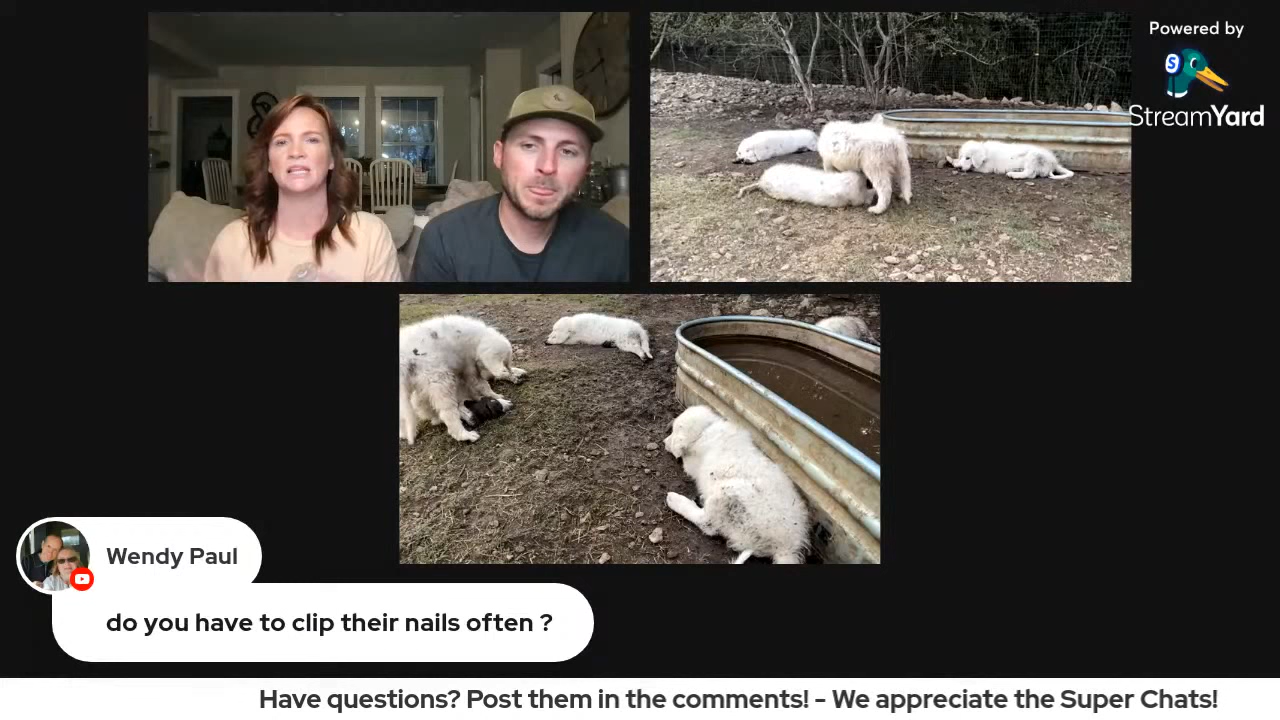 Powered by
S
StreamYard
Wendy Paul
do you have to clip their nails often ?
Have questions? Post them in the comments! - We appreciate the Super Chats!